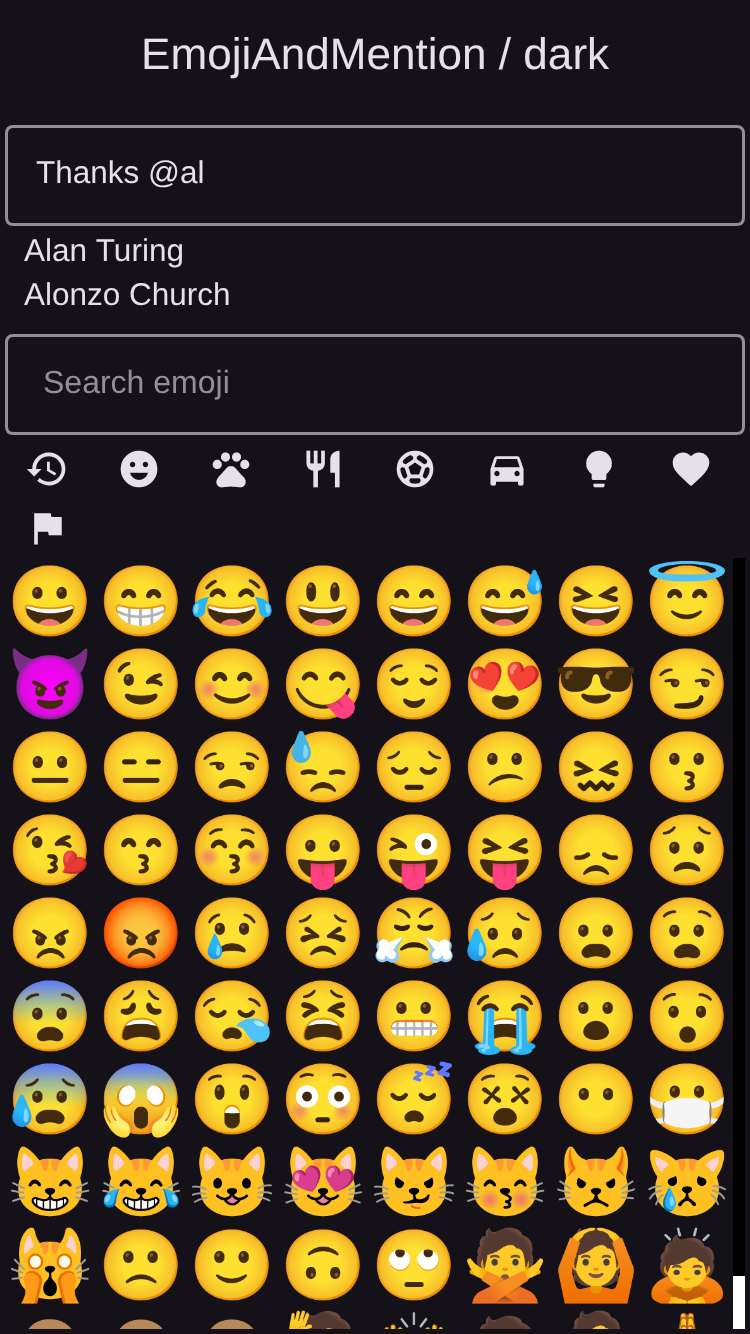 EmojiAndMention / dark
Thanks @al
Alan Turing
Alonzo Church
Search emoji